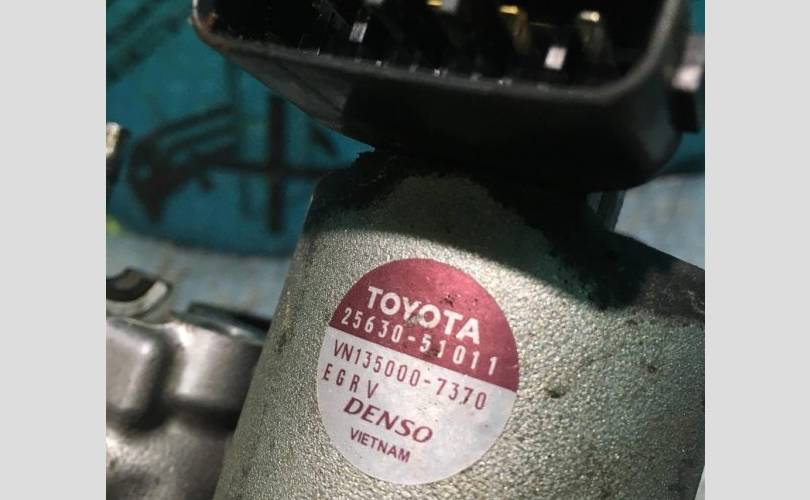 TOYOTA
25630-51011
VN135000-7370
EGRV
DENSO
VIETNAM